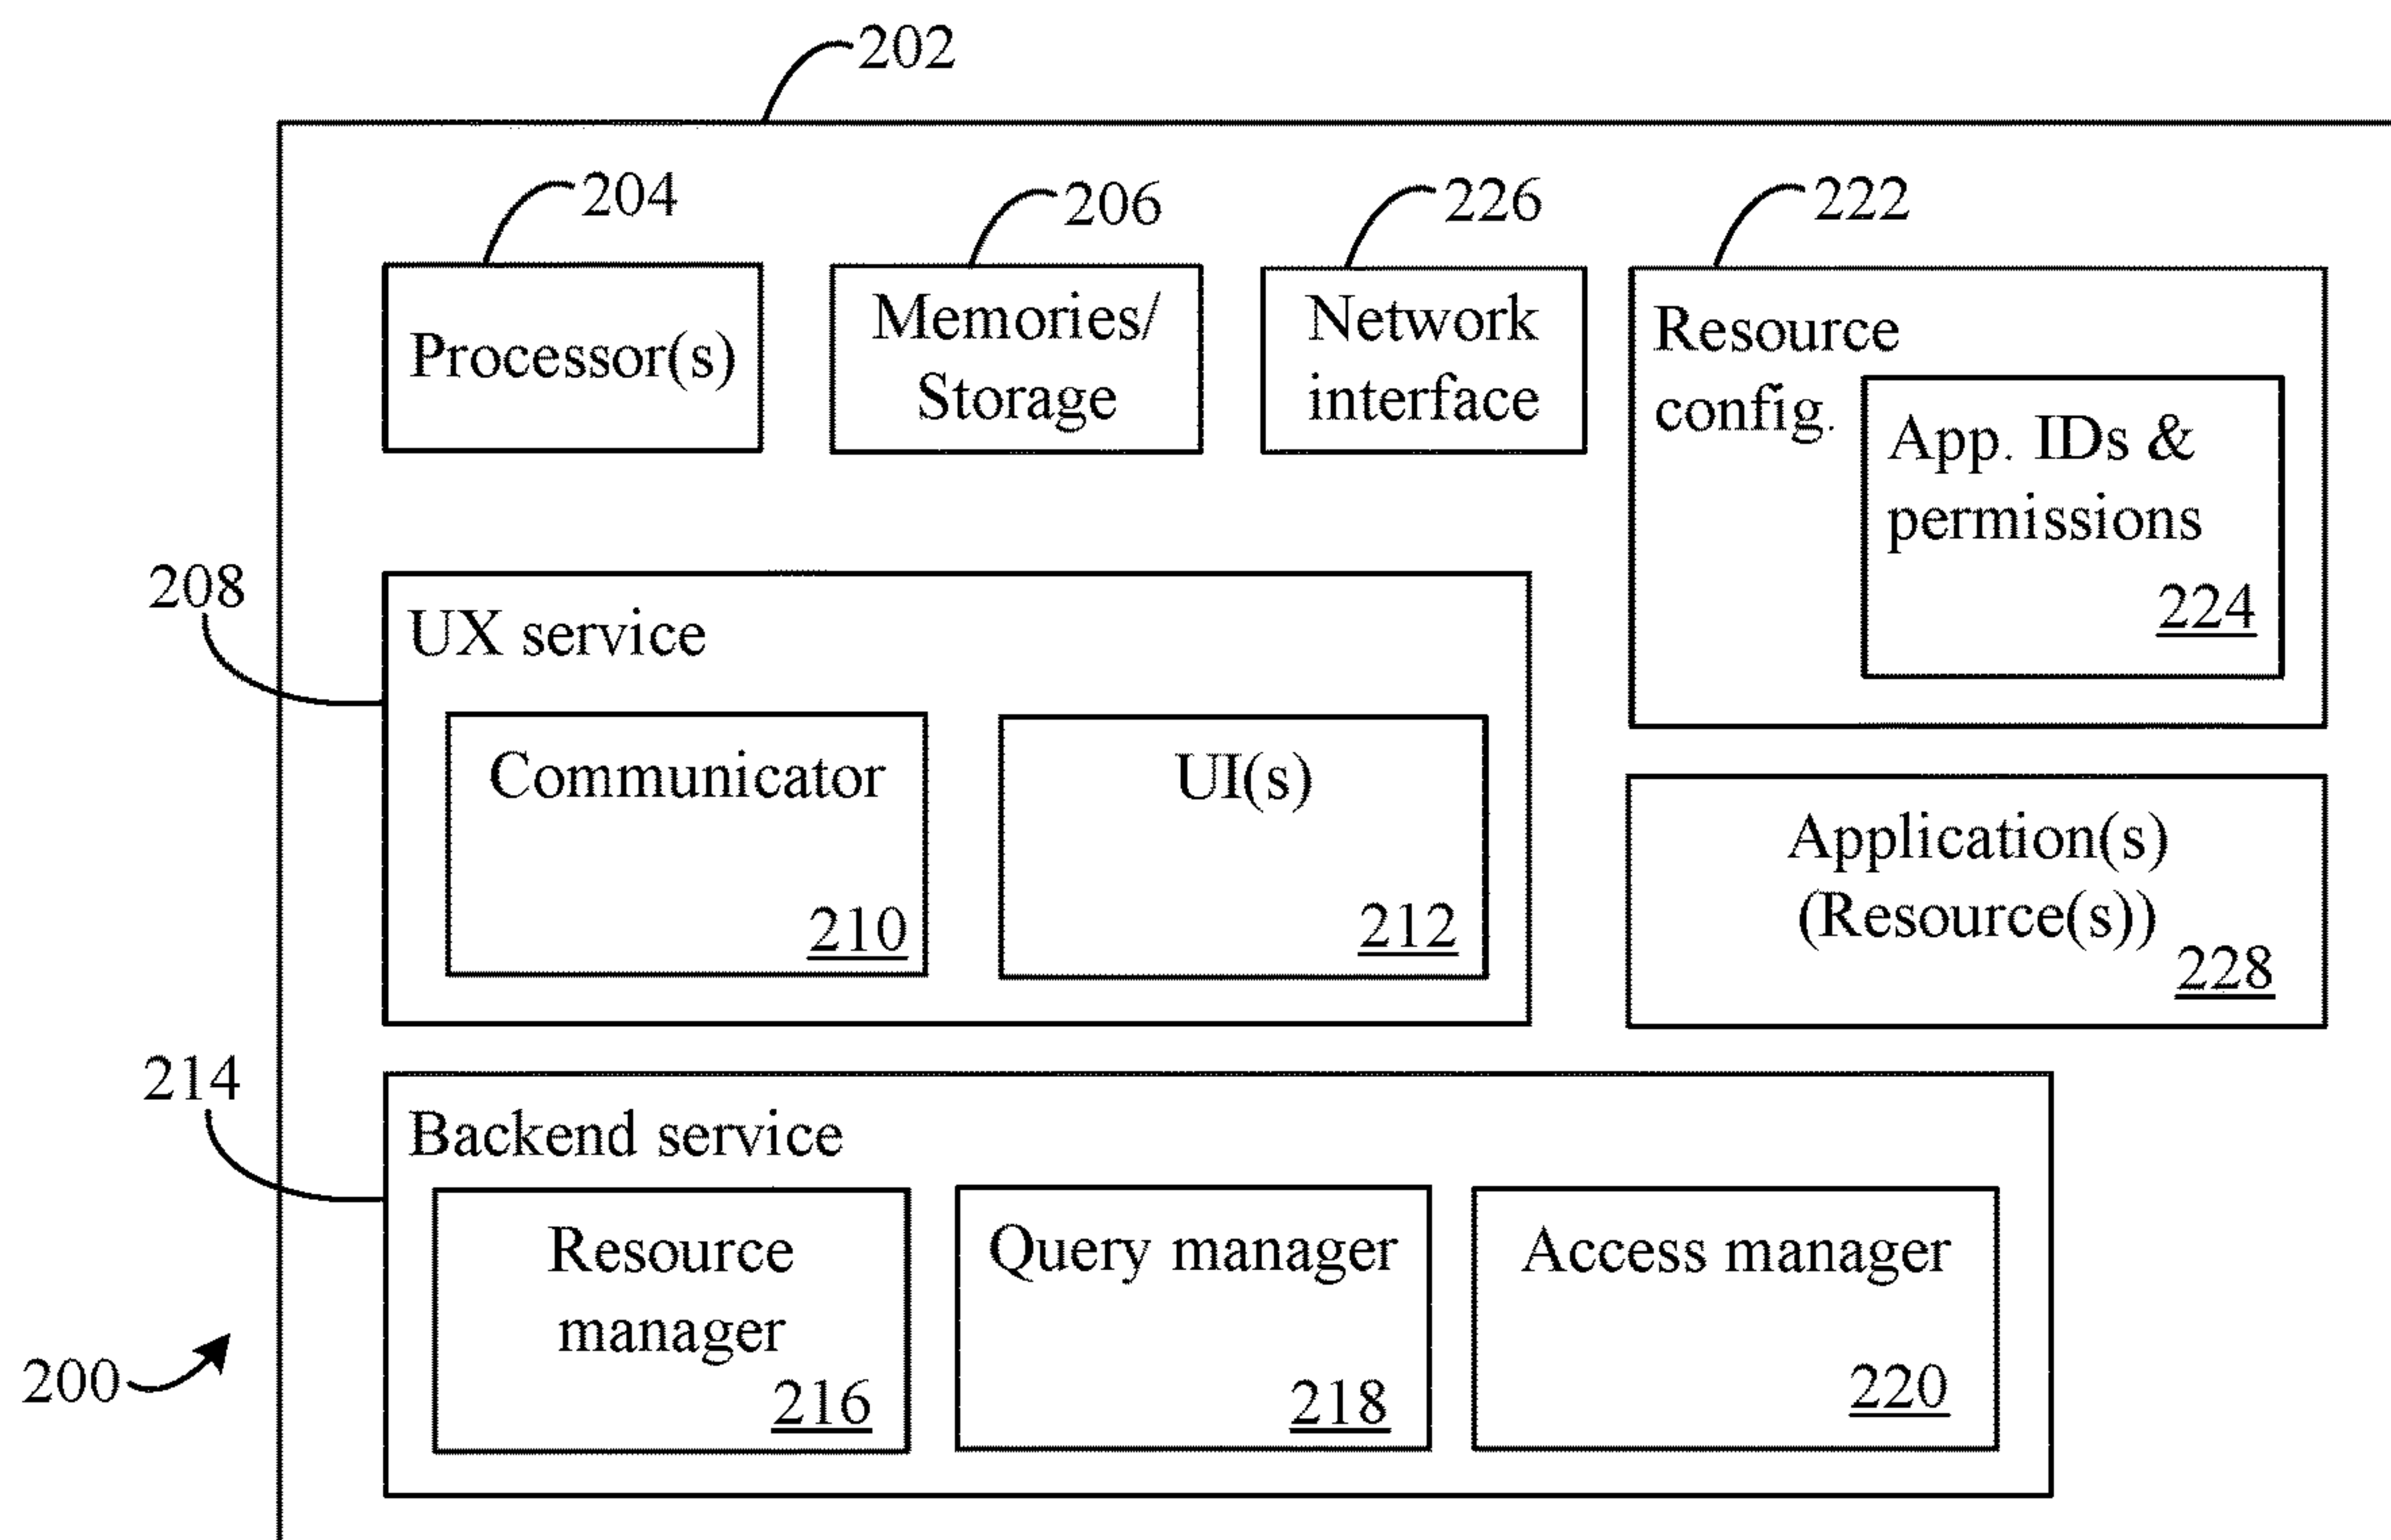 202
204
206
226
222
Processor(s)
Memories/
Storage
Network
interface
Resource
config.
App. IDs &
permissions
224
208
UX service
Communicator
210
UI(s)
212
Application(s)
(Resource(s))
228
214
Backend service
Resource
manager
216
Query manager
218
Access manager
220
200